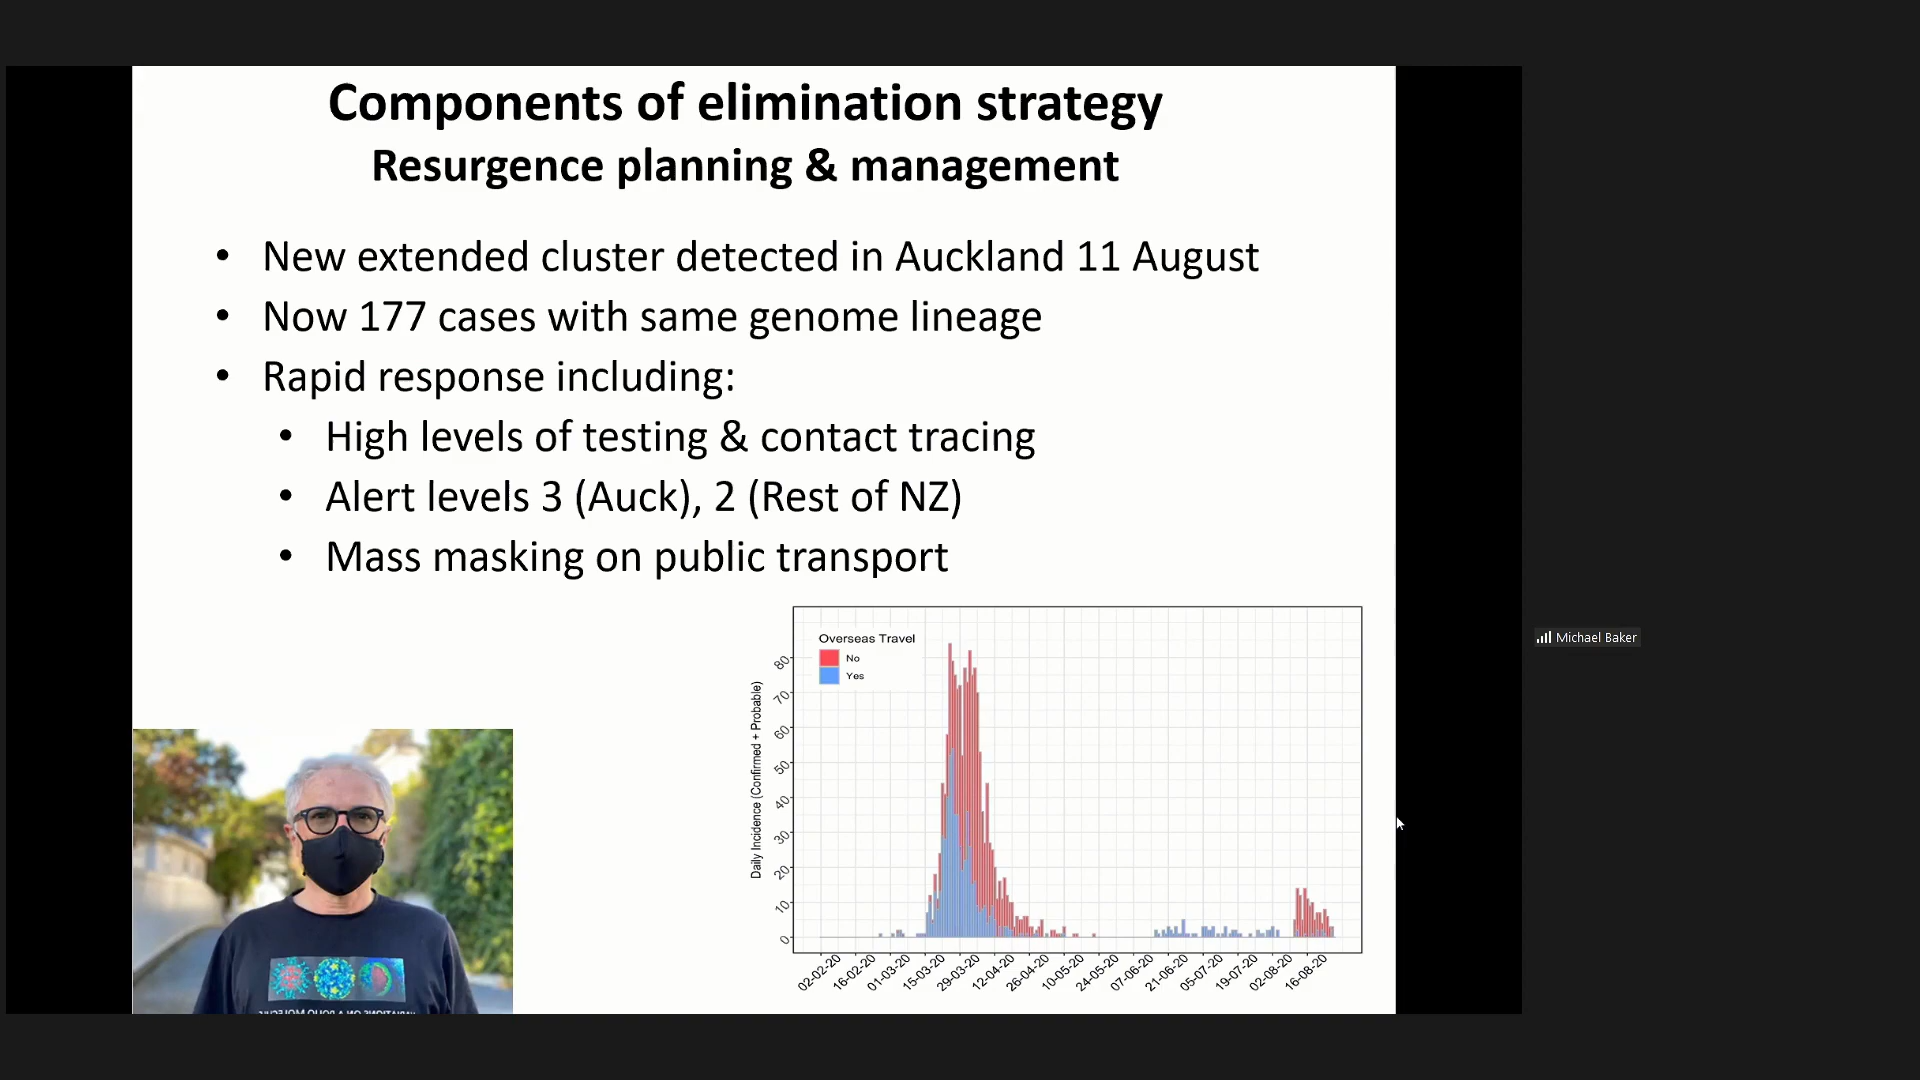 Components of elimination strategy
Resurgence planning & management
• New extended cluster detected in Auckland 11 August
• Now 177 cases with same genome lineage
• Rapid response including:
• High levels of testing & contact tracing
• Alert levels 3 (Auck), 2 (Rest of NZ)
• Mass masking on public transport
Overseas Travel
No
Yes
Daily Incidence (Confirmed + Probable)
80
70
60
50
40
30
20
10
0
02-02-20
16-02-20
01-03-20
15-03-20
29-03-20
12-04-20
26-04-20
10-05-20
24-05-20
07-06-20
21-06-20
05-07-20
19-07-20
02-08-20
16-08-20
Michael Baker